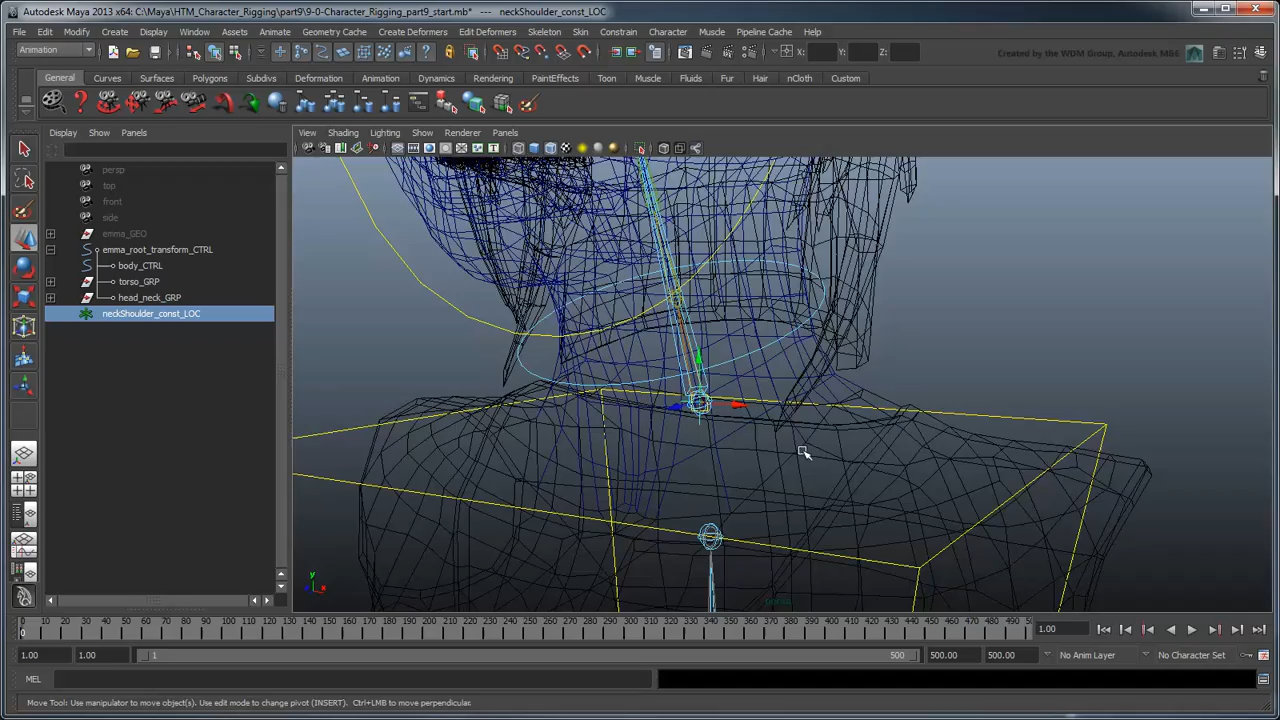 Autodesk Maya 2013 x64: C:\Maya\HTM_Character_Rigging\part9\9-0-Character_Rigging_part9_start.mb* --- neckShoulder_const_LOC
File Edit Modify Create Display Window Assets Animate Geometry Cache Create Deformers Edit Deformers Skeleton Skin Constrain Character Muscle Pipeline Cache Help
Animation X: Y: Z: Created by the WDM Group, Autodesk MBE
General Curves Surfaces Polygons Subdivs Deformation Animation Dynamics Rendering PaintEffects Toon Muscle Fluids Fur Hair nCloth Custom
Display Show Panels View Shading Lighting Show Renderer Panels
persp
top
front
side
emma_GEO
emma_root_transform_CTRL
body_CTRL
torso_GRP
head_neck_GRP
neckShoulder_const_LOC
y
x
persp
0 10 20 30 40 50 60 70 80 90 100 110 120 130 140 150 160 170 180 190 200 210 220 230 240 250 260 270 280 290 300 310 320 330 340 350 360 370 380 390 400 410 420 430 440 450 460 470 480 490 500
0 1.00
1.00 1.00 1 500 500.00 500.00 No Anim Layer No Character Set
MEL
Move Tool: Use manipulator to move object(s). Use edit mode to change pivot (INSERT). Ctrl+LMB to move perpendicular.